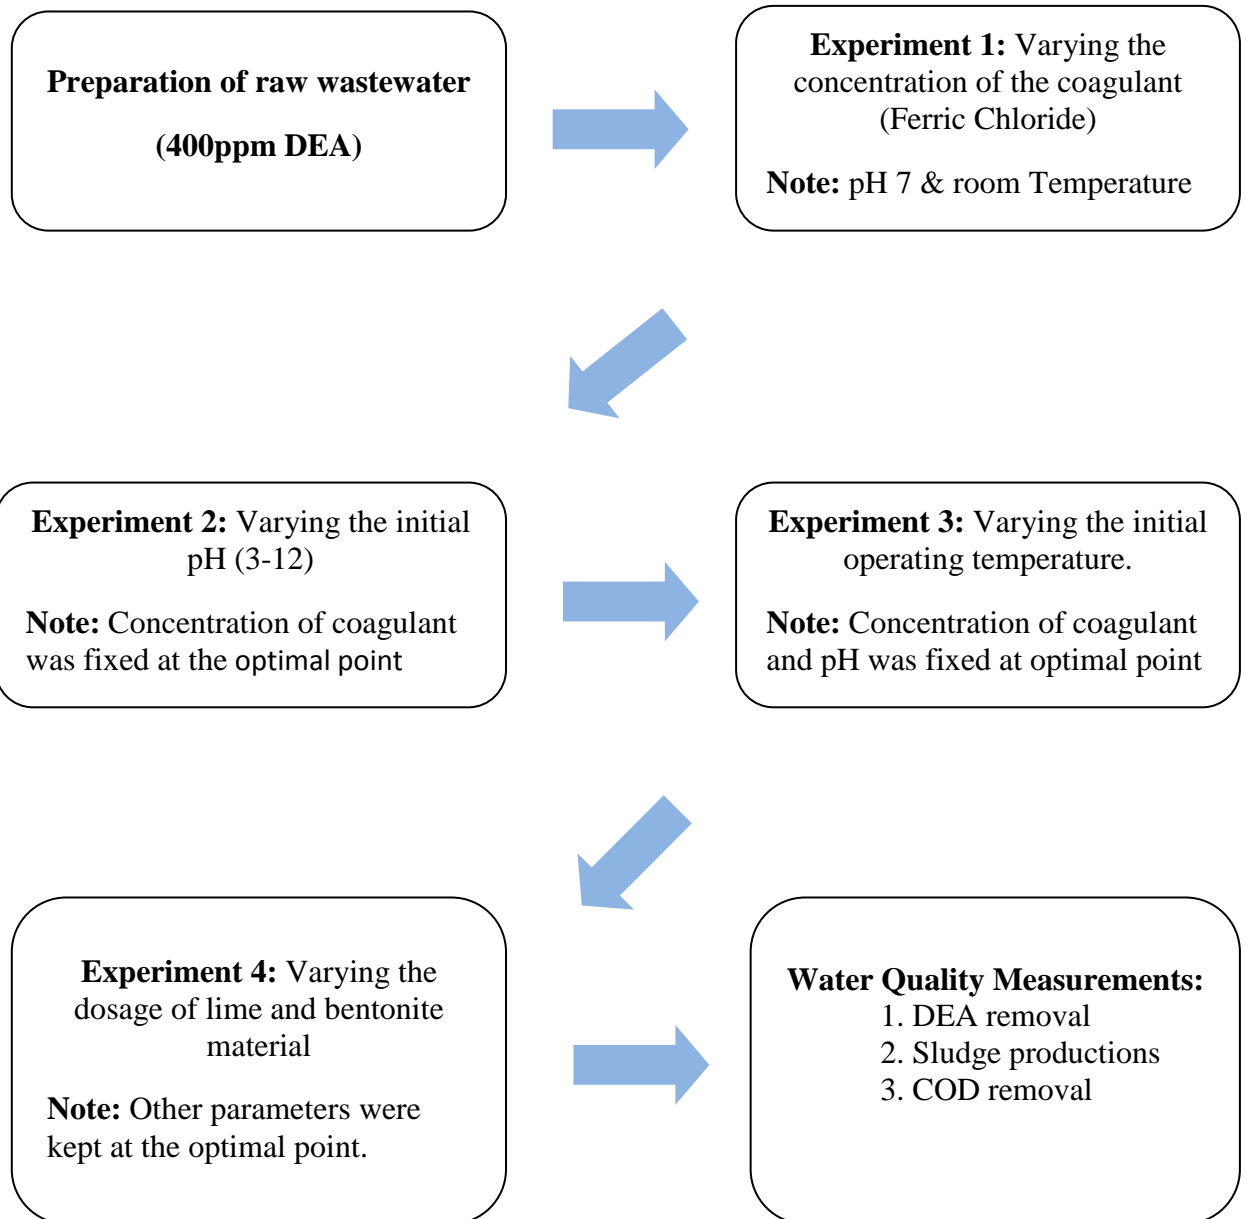 Preparation of raw wastewater
(400ppm DEA)
Experiment 1: Varying the
concentration of the coagulant
(Ferric Chloride)
Note: pH 7 & room Temperature
Experiment 2: Varying the initial
pH (3-12)
Note: Concentration of coagulant
was fixed at the optimal point
Experiment 3: Varying the initial
operating temperature.
Note: Concentration of coagulant
and pH was fixed at optimal point
Experiment 4: Varying the
dosage of lime and bentonite
material
Note: Other parameters were
kept at the optimal point.
Water Quality Measurements:
1. DEA removal
2. Sludge productions
3. COD removal